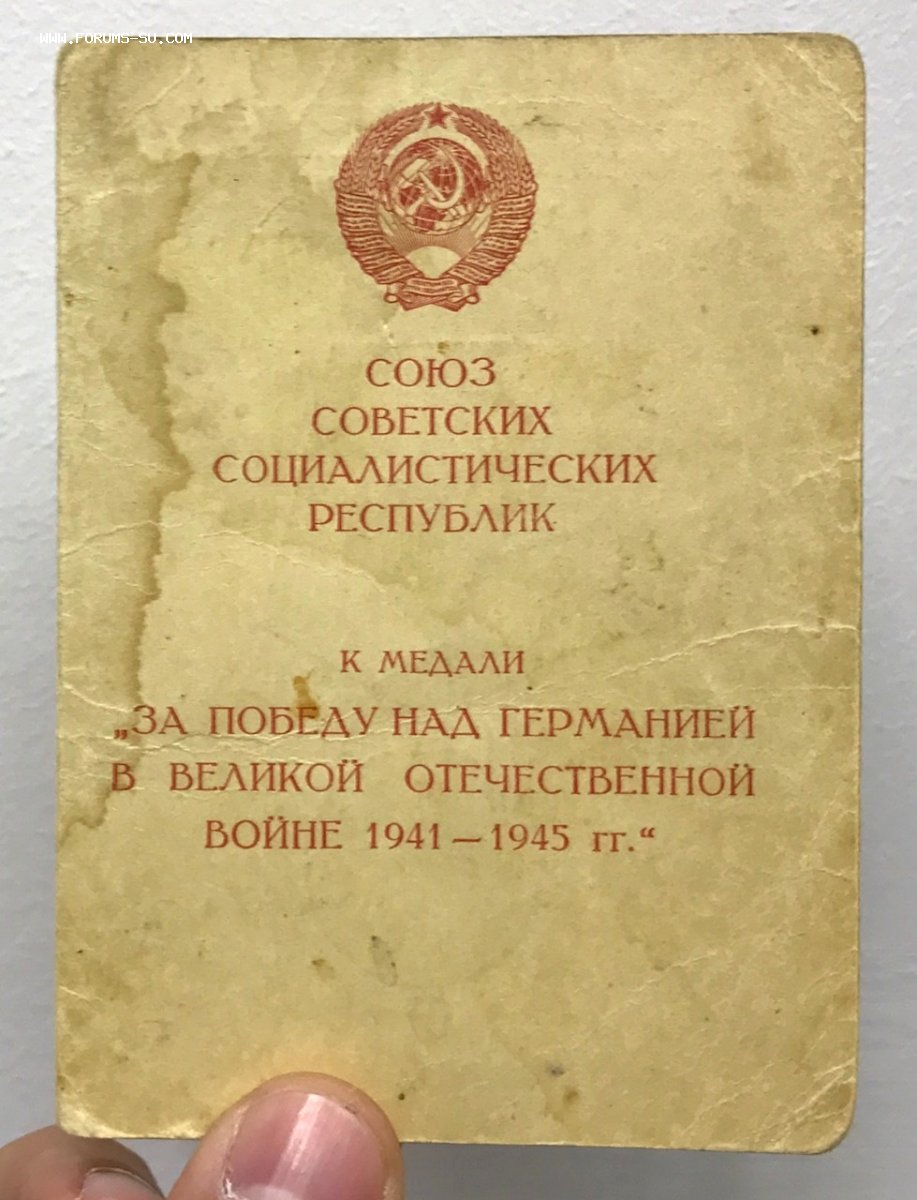 WWW.FORUMS-SU.COM
СОЮЗ
СОВЕТСКИХ
СОЦИАЛИСТИЧЕСКИХ
РЕСПУБЛИК
К МЕДАЛИ
„ЗА ПОБЕДУ НАД ГЕРМАНИЕЙ
В ВЕЛИКОЙ ОТЕЧЕСТВЕННОЙ
ВОЙНЕ 1941—1945 гг.“